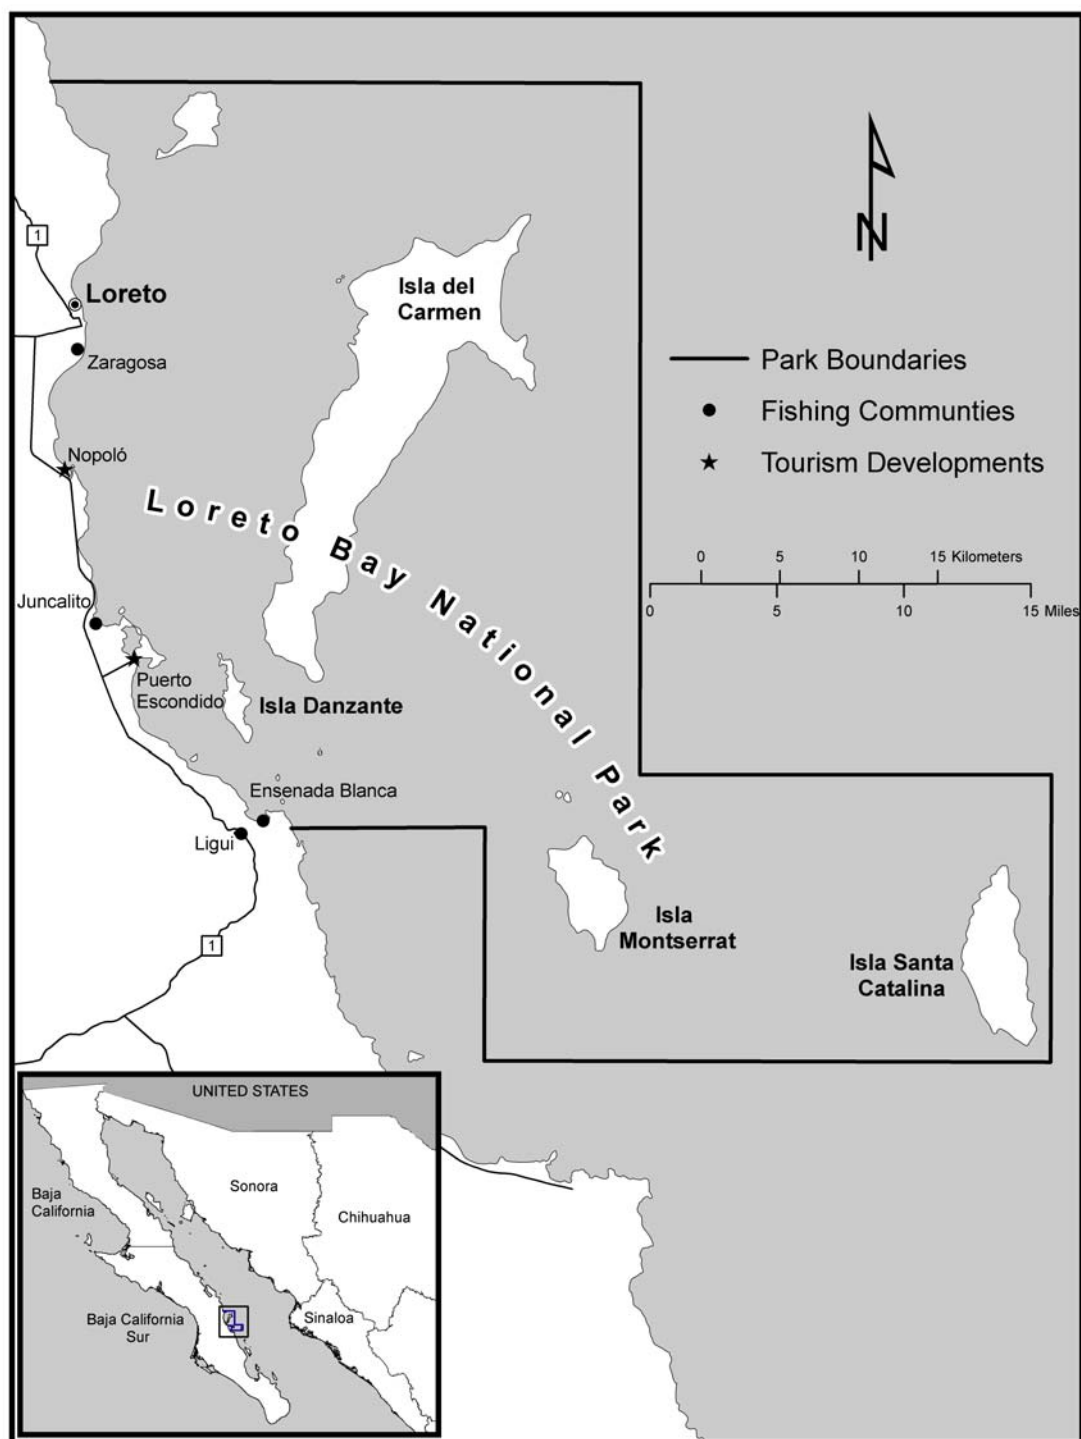 1
Loreto
Zaragosa
Nopoló
Juncalito
Puerto
Escondido
Isla del
Carmen
Isla Danzante
Loreto Bay National Park
Ensenada Blanca
Ligui
1
Isla
Montserrat
Isla Santa
Catalina
N
Park Boundaries
Fishing Communties
Tourism Developments
0 5 10 15 Kilometers
0 5 10 15 Miles
UNITED STATES
Baja
California
Sonora
Chihuahua
Baja California
Sur
Sinaloa